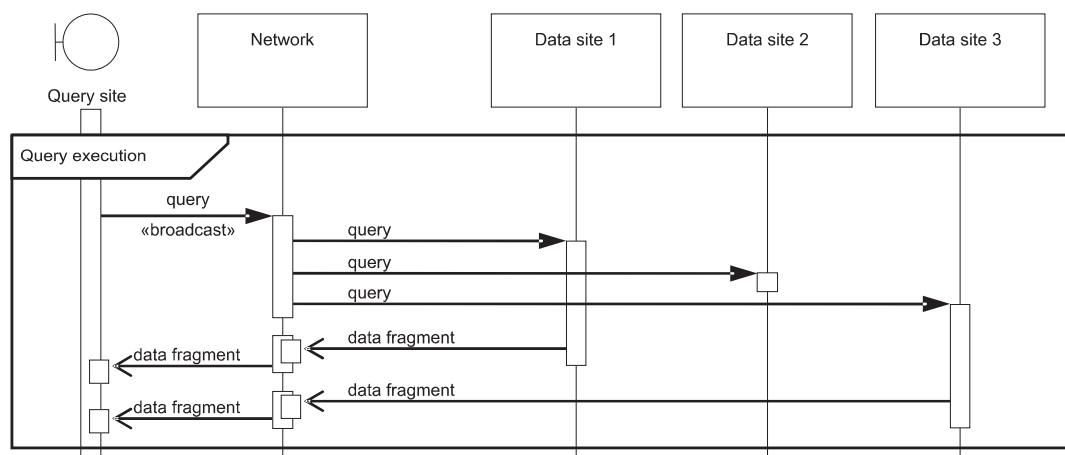 Network
Data site 1
Data site 2
Data site 3
Query site
Query execution
query
«broadcast»
query
query
query
data fragment
data fragment
data fragment
data fragment